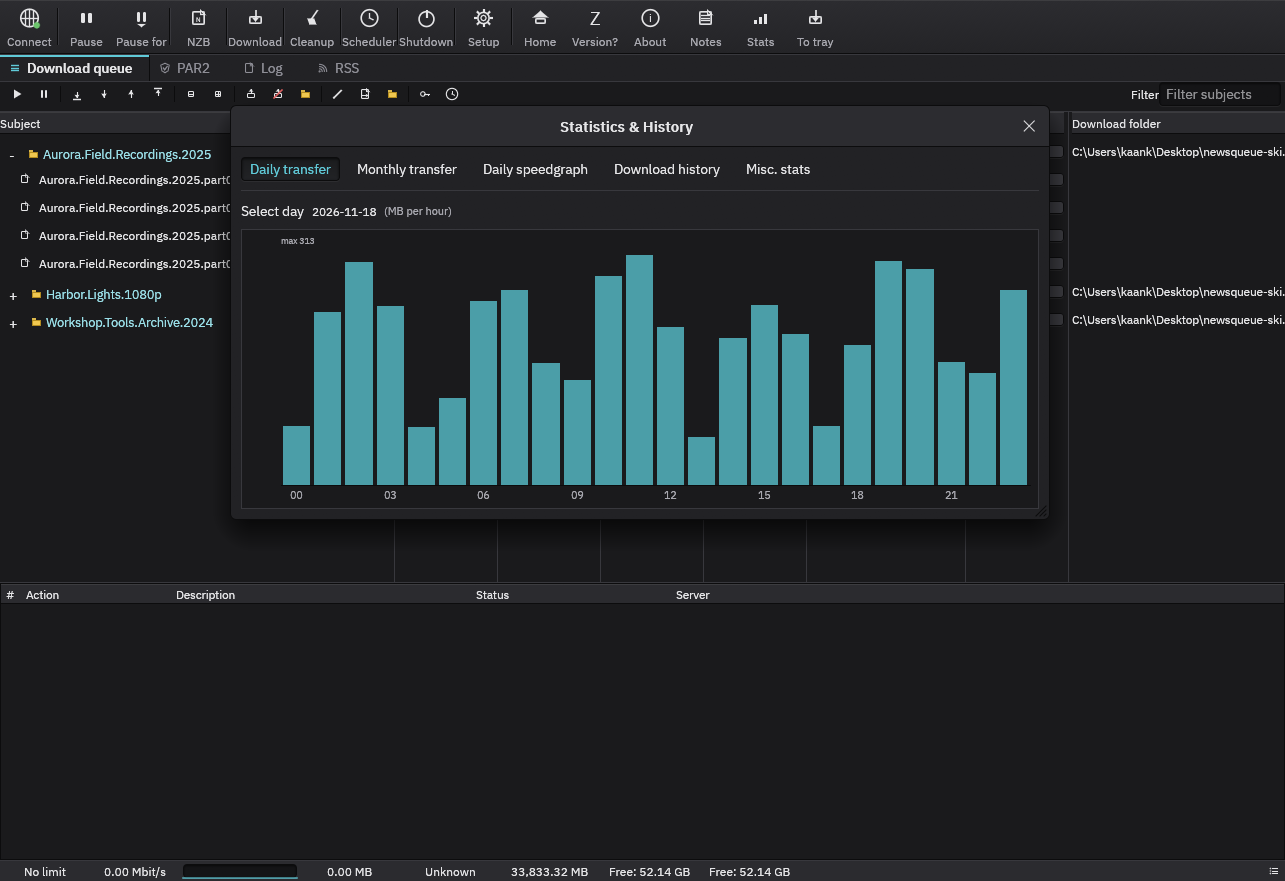 Connect Pause Pause for NZB Download Cleanup Scheduler Shutdown Setup Home Version? About Notes Stats To tray
Download queue PAR2 Log RSS
Filter Filter subjects
Subject
Download folder
Statistics & History
Aurora.Field.Recordings.2025
C:\Users\kaank\Desktop\newsqueue-ski.
Aurora.Field.Recordings.2025.part0
Aurora.Field.Recordings.2025.part0
Aurora.Field.Recordings.2025.part0
Aurora.Field.Recordings.2025.part0
Harbor.Lights.1080p
C:\Users\kaank\Desktop\newsqueue-ski.
Workshop.Tools.Archive.2024
C:\Users\kaank\Desktop\newsqueue-ski.
Daily transfer Monthly transfer Daily speedgraph Download history Misc. stats
Select day 2026-11-18 (MB per hour)
max 313
00 03 06 09 12 15 18 21
# Action Description Status Server
No limit 0.00 Mbit/s 0.00 MB Unknown 33,833.32 MB Free: 52.14 GB Free: 52.14 GB